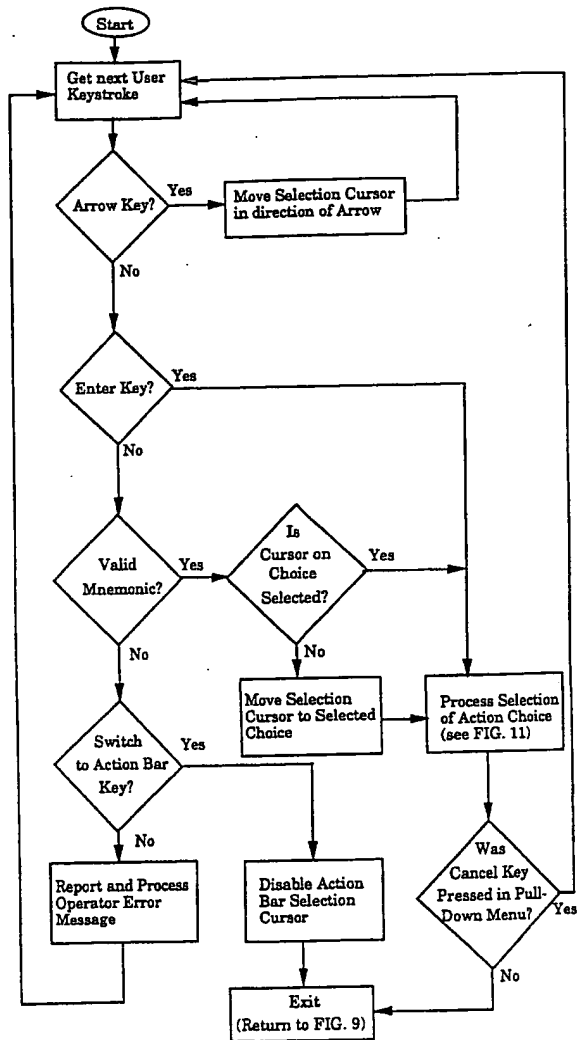 Start
Get next User
Keystroke
Arrow Key?
Yes
Move Selection Cursor
in direction of Arrow
No
Enter Key?
Yes
No
Valid
Mnemonic?
Yes
Is
Cursor on
Choice
Selected?
Yes
No
No
Move Selection
Cursor to Selected
Choice
Process Selection
of Action Choice
(see FIG. 11)
Switch
to Action Bar
Key?
Yes
No
Was
Cancel Key
Pressed in Pull-
Down Menu?
Yes
No
Report and Process
Operator Error
Message
Disable Action
Bar Selection
Cursor
Exit
(Return to FIG. 9)